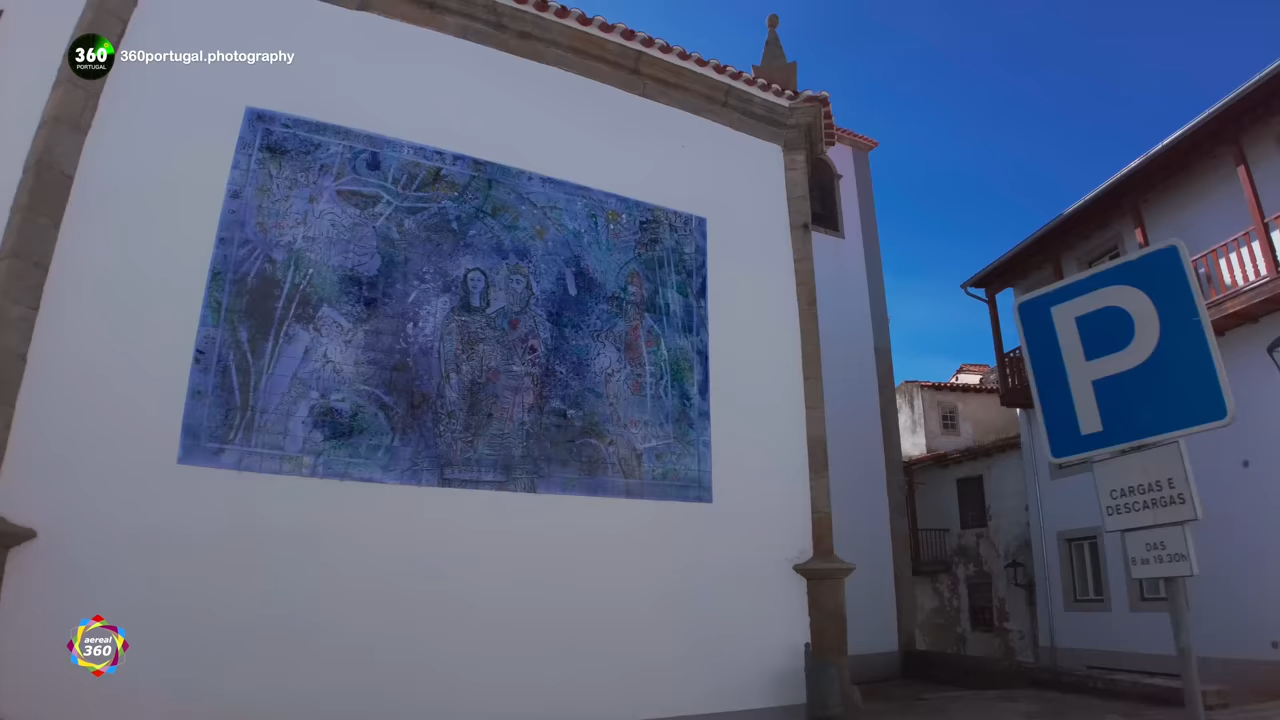 360°
PORTUGAL
360portugal.photography
P
CARGAS E
DESCARGAS
DAS
8 às 19.30h
aereal
360